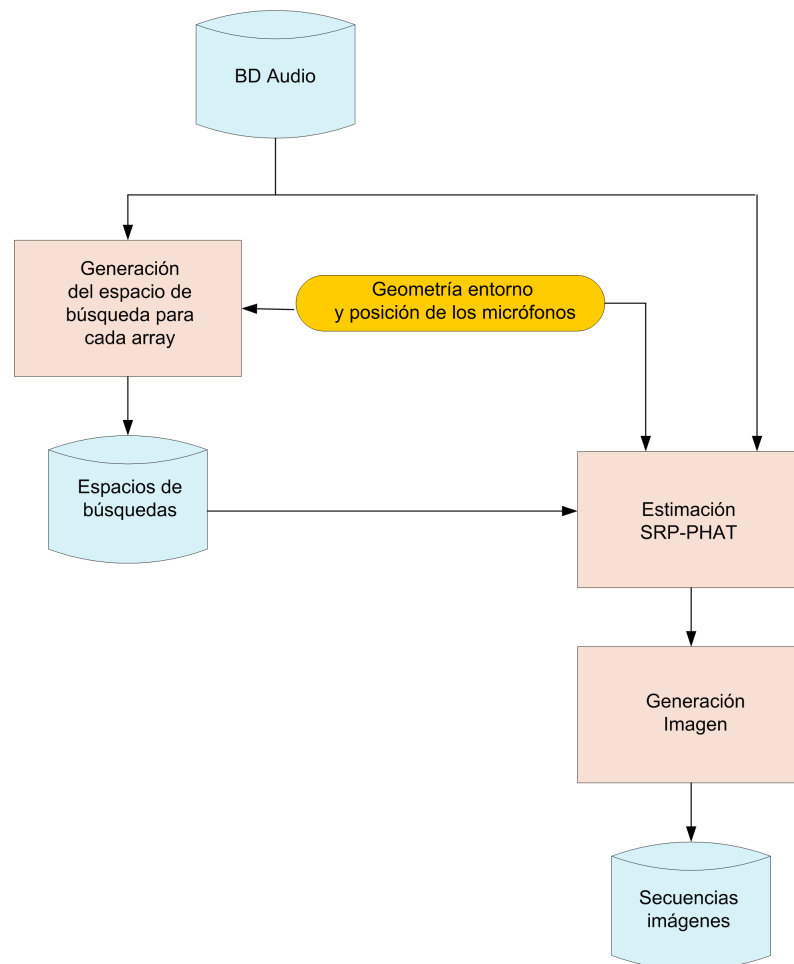 BD Audio
Generación
del espacio de
búsqueda para
cada array
Geometría entorno
y posición de los micrófonos
Espacios de
búsquedas
Estimación
SRP-PHAT
Generación
Imagen
Secuencias
imágenes